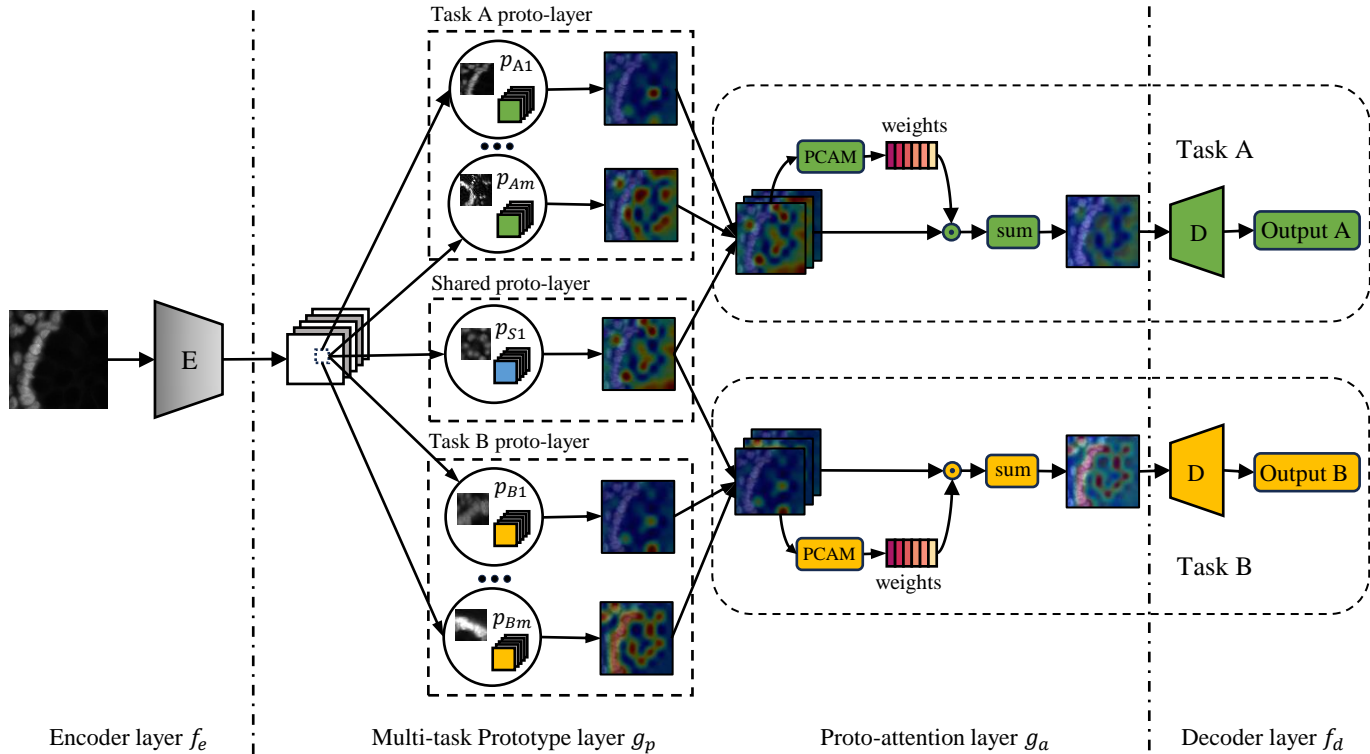 Task A proto-layer
p_A1
p_Am
Shared proto-layer
p_S1
Task B proto-layer
p_B1
p_Bm
E
weights
PCAM
sum
Task A
D
Output A
sum
D
Output B
PCAM
weights
Task B
Encoder layer f_e
Multi-task Prototype layer g_p
Proto-attention layer g_a
Decoder layer f_d